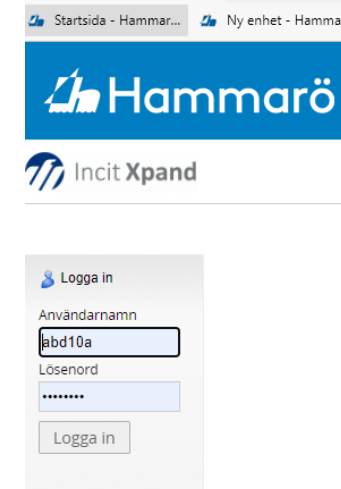 Startsida - Hammar...
Ny enhet - Hamma
Hammarö
Incit Xpand
Logga in
Användarnamn
abd10a
Lösenord
••••••••
Logga in